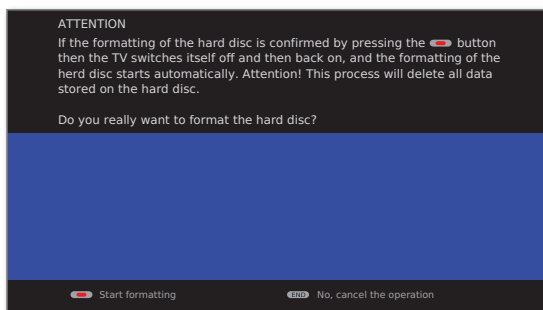 ATTENTION
If the formatting of the hard disc is confirmed by pressing the button
then the TV switches itself off and then back on, and the formatting of the
herd disc starts automatically. Attention! This process will delete all data
stored on the hard disc.
Do you really want to format the hard disc?
Start formatting
END No, cancel the operation